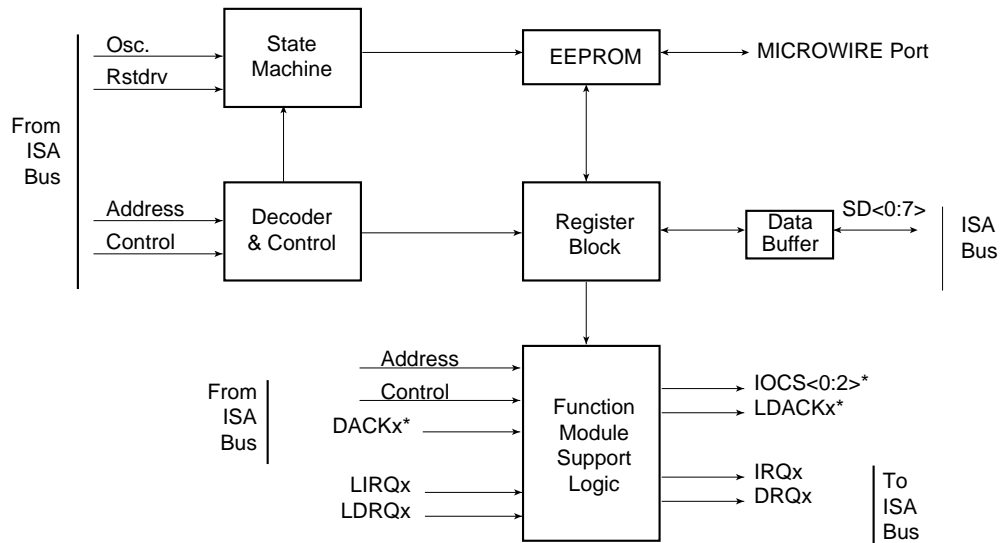 From
ISA
Bus
Osc.
Rstdrv
State
Machine
EEPROM
MICROWIRE Port
Address
Control
Decoder
& Control
Register
Block
Data
Buffer
SD<0:7>
ISA
Bus
From
ISA
Bus
Address
Control
DACKx*
LIRQx
LDRQx
Function
Module
Support
Logic
IOCS<0:2>*
LDACKx*
IRQx
DRQx
To
ISA
Bus